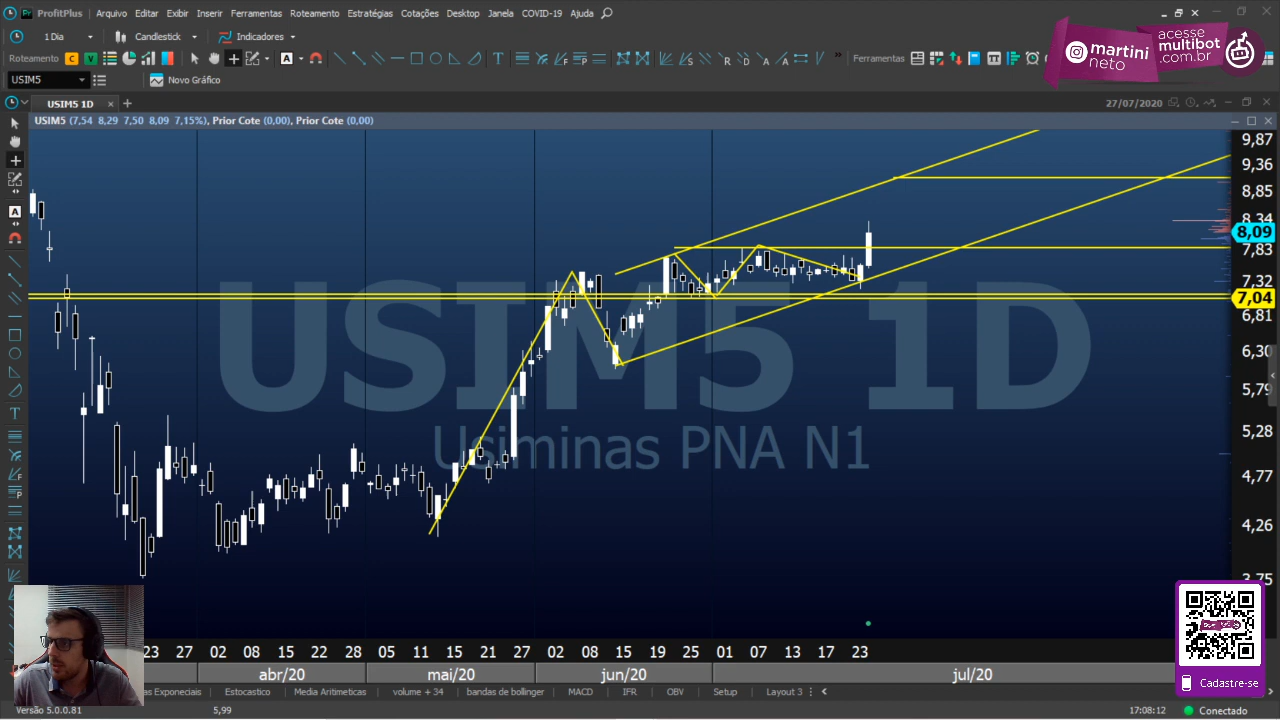 ProfitPlus Arquivo Editar Exibir Inserir Ferramentas Roteamento Estratégias Cotações Desktop Janela COVID-19 Ajuda
1 Dia Candlestick Indicadores
Roteamento C V Ferramentas
USIM5 Novo Gráfico
martini neto
acesse multibot .com.br
USIM5 1D 27/07/2020
USIM5 (7,54 8,29 7,50 8,09 7,15%), Prior Cote (0,00), Prior Cote (0,00)
9,87
9,36
8,85
8,34
8,09
7,83
7,32
7,04
6,81
6,30
5,79
5,28
4,77
4,26
3,75
USIM5 1D
Usiminas PNA N1
23 27 02 08 15 22 28 05 11 15 21 27 02 08 15 19 25 01 07 13 17 23
abr/20 mai/20 jun/20 jul/20
as Exponenciais Estocastico Media Aritimeticas volume + 34 bandas de bollinger MACD IFR OBV Setup Layout 3
Cadastre-se
Versão 5.0.0.81 5,99 17:08:12 Conectado